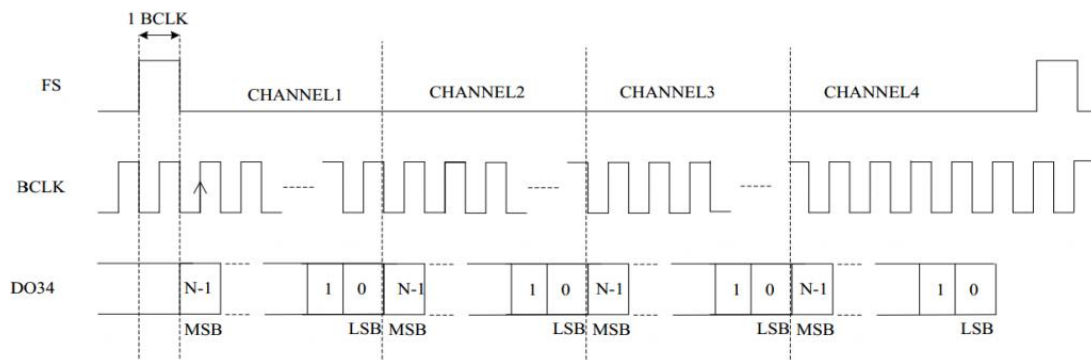 1 BCLK
FS
CHANNEL1 CHANNEL2 CHANNEL3 CHANNEL4
BCLK
DO34
N-1 1 0 N-1 1 0 N-1 1 0 N-1 1 0
MSB LSB MSB LSB MSB LSB MSB LSB